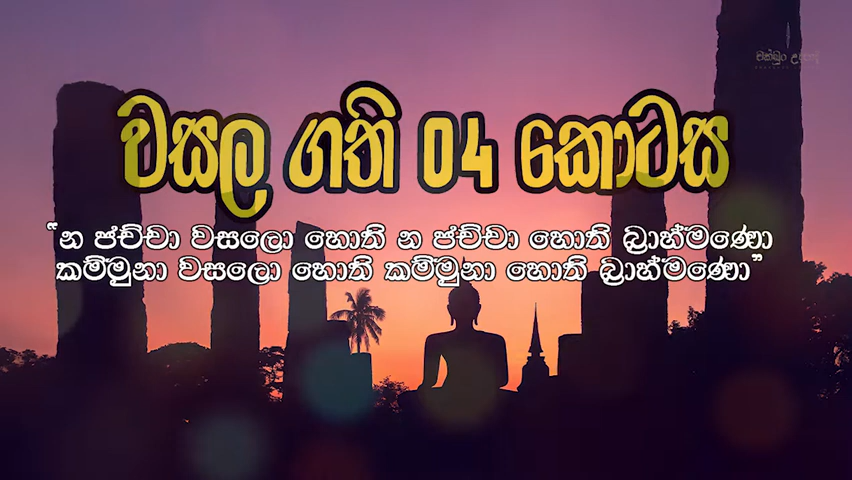 වසල ගති 04 කොටස
“න ජච්චා වසලො හොති න ජච්චා හොති බ්‍රාහ්මණො
කම්මුනා වසලො හොති කම්මුනා හොති බ්‍රාහ්මණො”